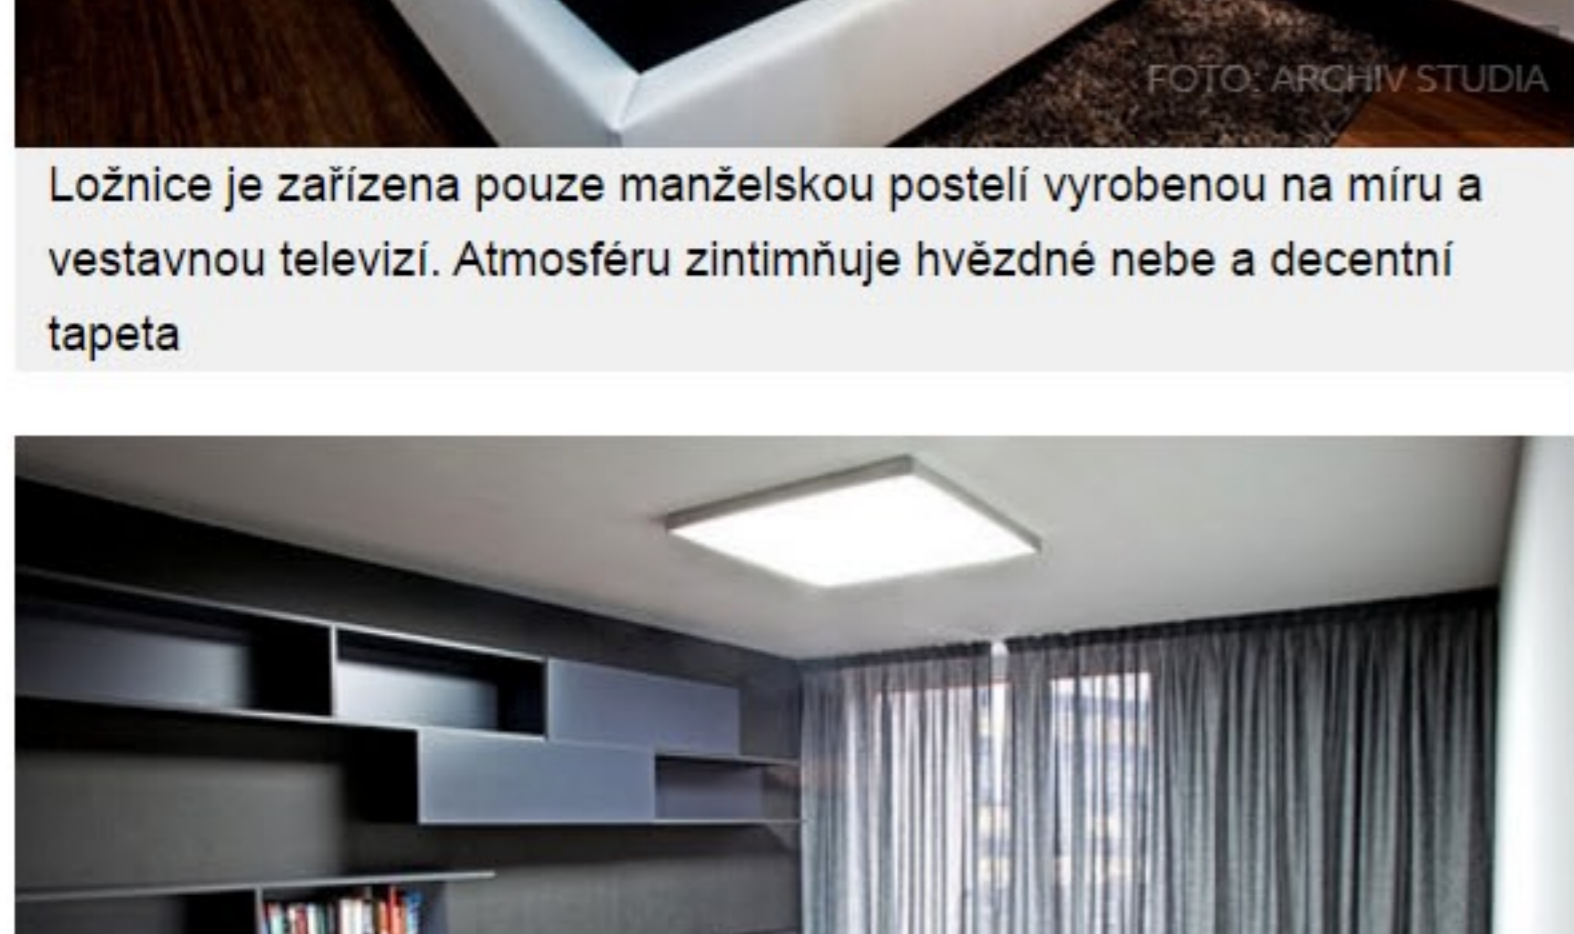 FOTO: ARCHIV STUDIA
Ložnice je zařízena pouze manželskou postelí vyrobenou na míru a
vestavnou televizí. Atmosféru zintimňuje hvězdné nebe a decentní
tapeta